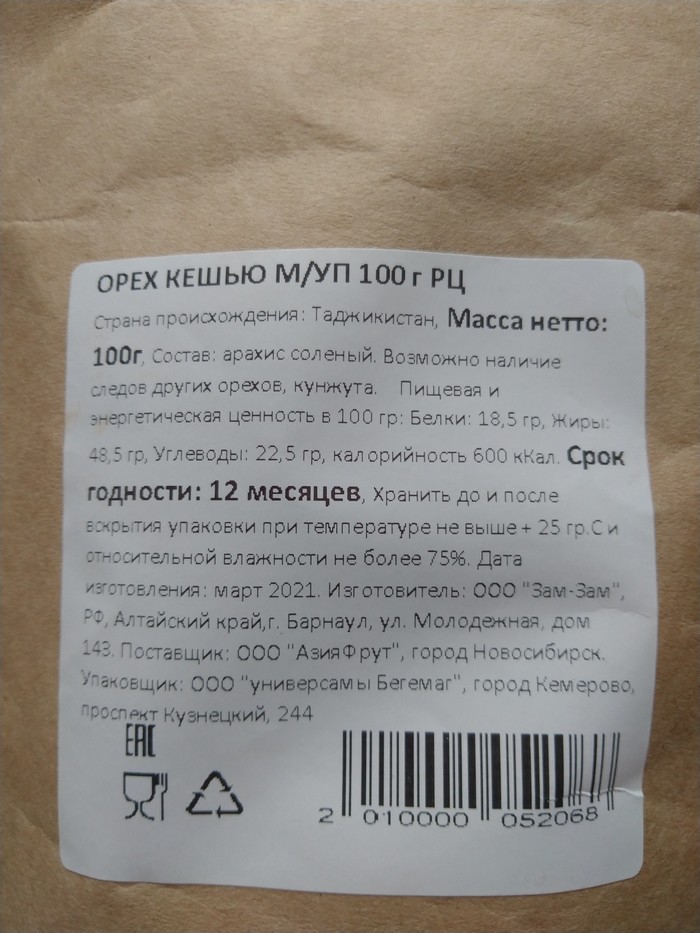 ОРЕХ КЕШЬЮ М/УП 100 г РЦ
Страна происхождения: Таджикистан, Масса нетто:
100г, Состав: арахис соленый. Возможно наличие
следов других орехов, кунжута. Пищевая и
энергетическая ценность в 100 гр: Белки: 18,5 гр, Жиры:
48,5 гр, Углеводы: 22,5 гр, калорийность 600 кКал. Срок
годности: 12 месяцев, Хранить до и после
вскрытия упаковки при температуре не выше + 25 гр.С и
относительной влажности не более 75%. Дата
изготовления: март 2021. Изготовитель: ООО "Зам-Зам",
РФ, Алтайский край,г. Барнаул, ул. Молодежная, дом
143. Поставщик: ООО "АзияФрут", город Новосибирск.
Упаковщик: ООО "универсамы Бегемаг", город Кемерово,
проспект Кузнецкий, 244
ЕАС
2 010000 052068